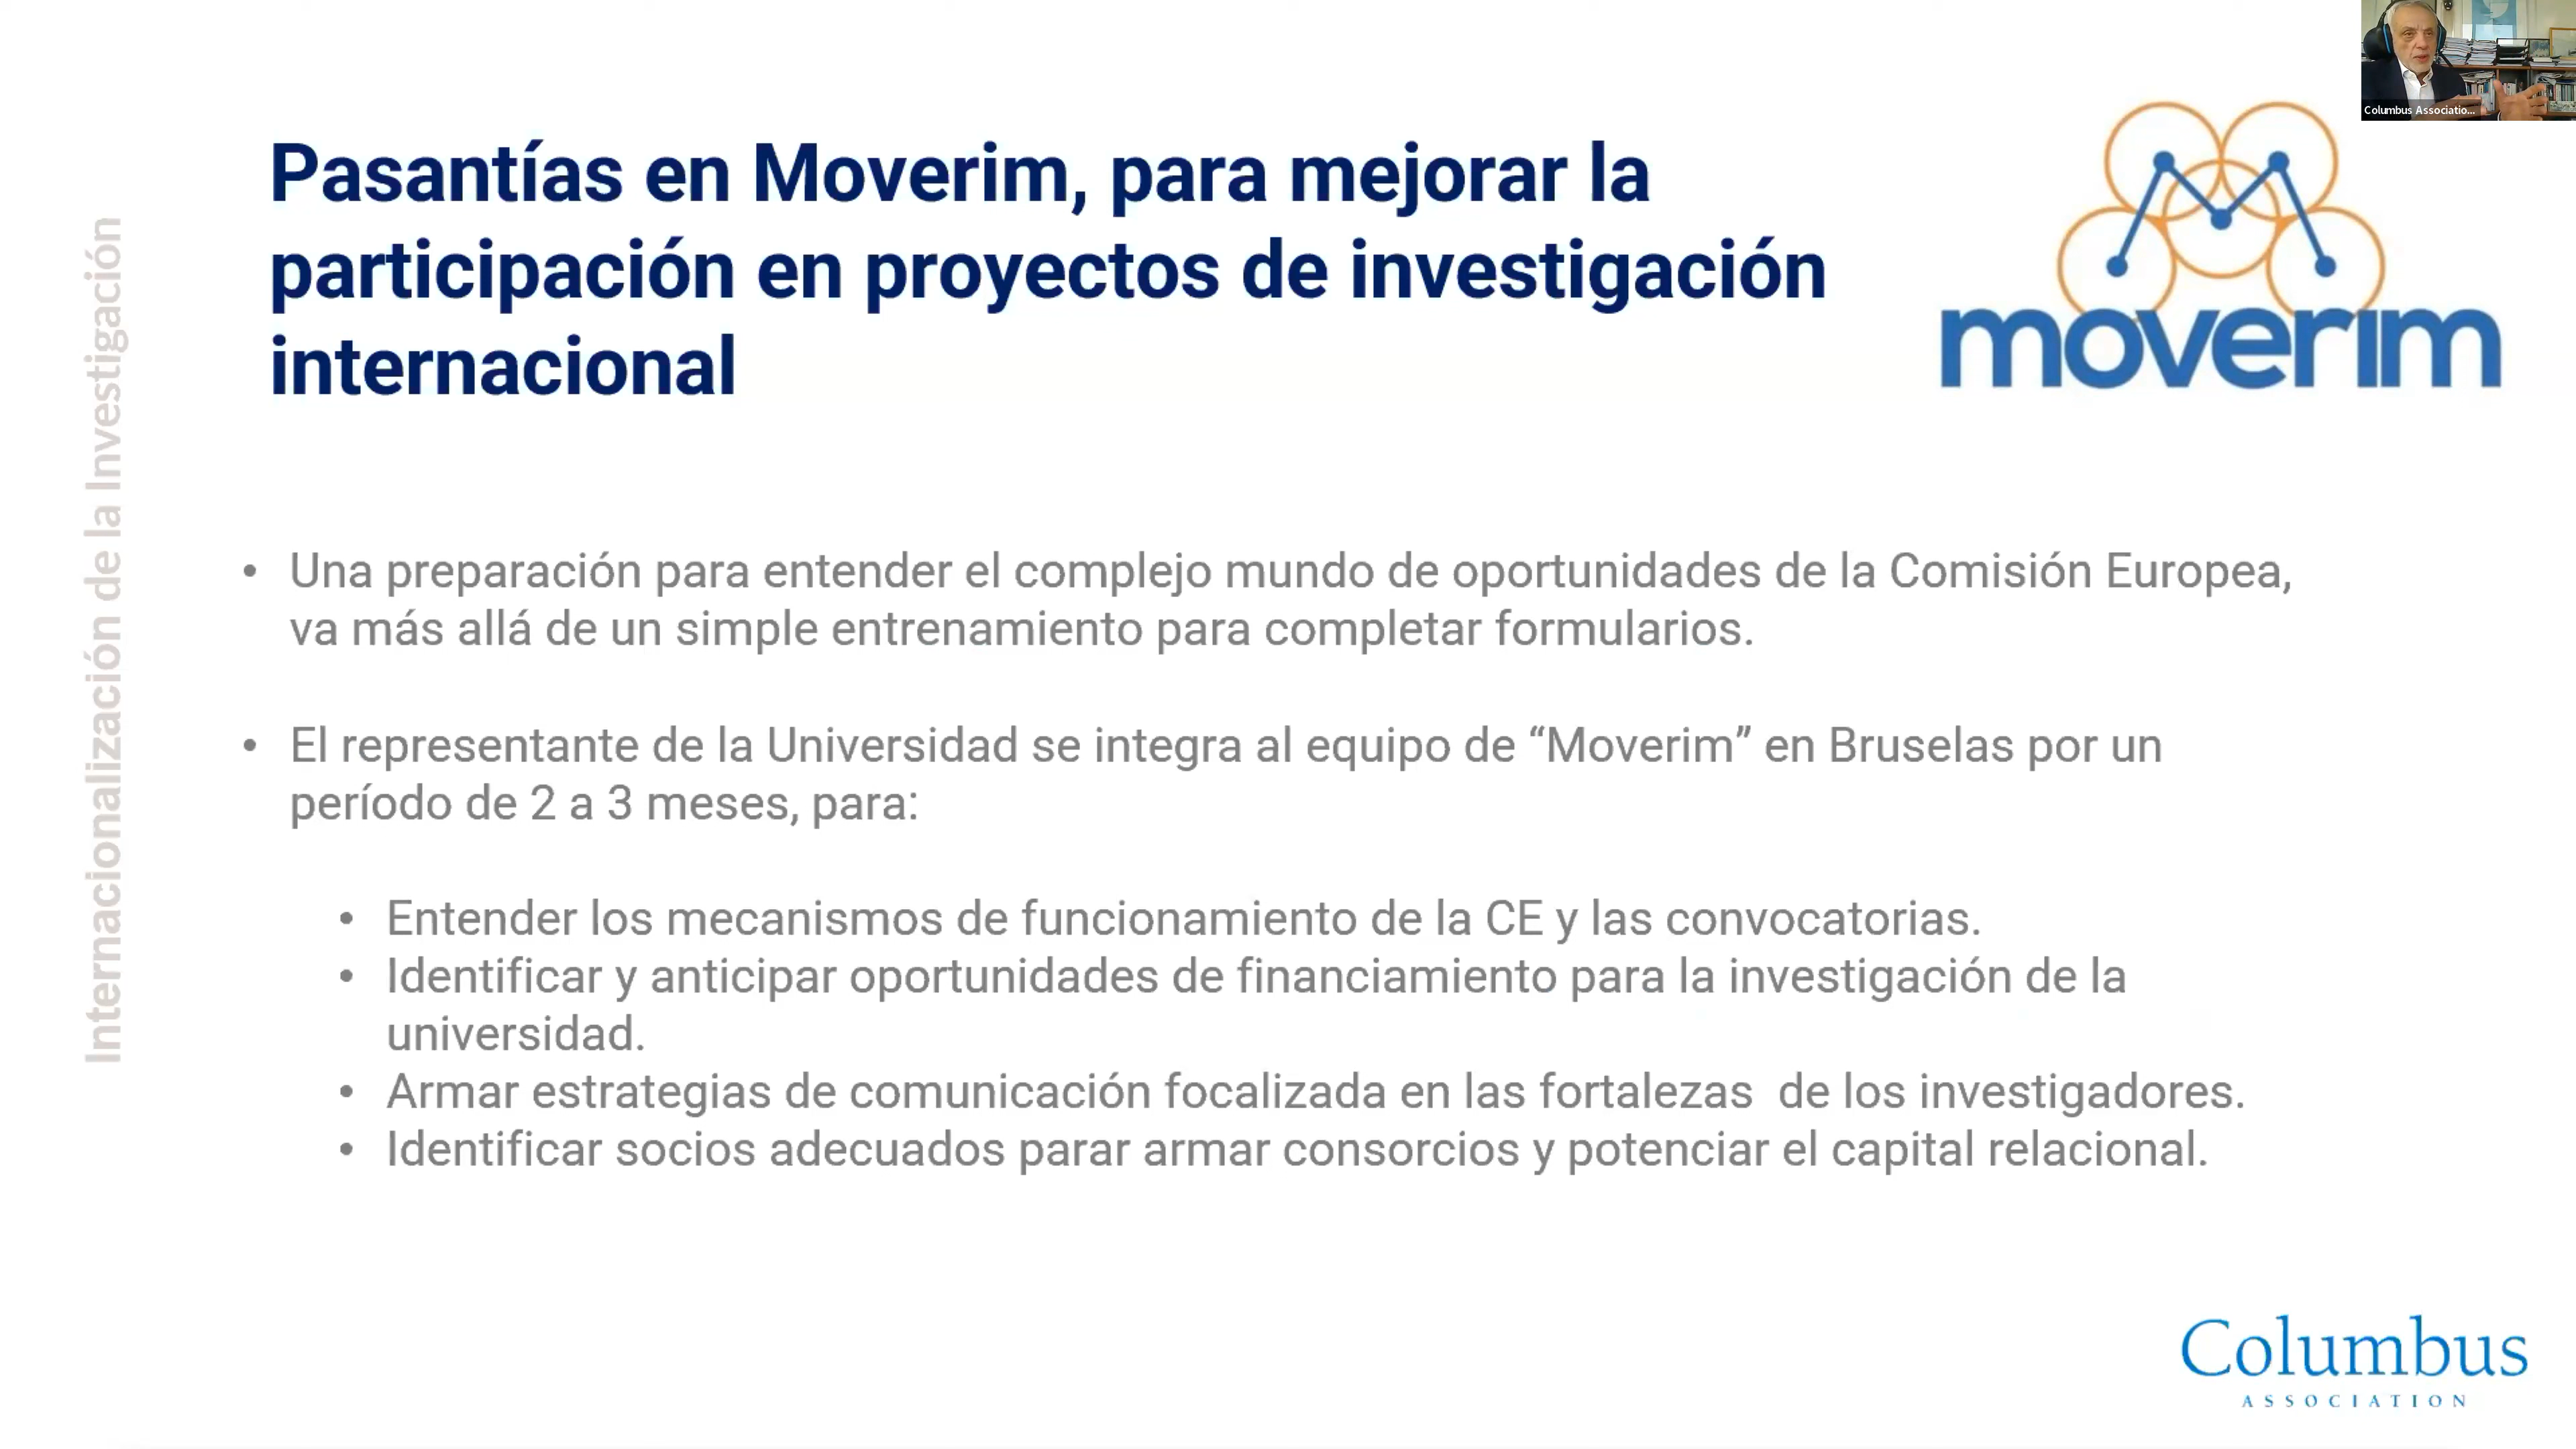 Columbus Associatio...
Pasantías en Moverim, para mejorar la
participación en proyectos de investigación
internacional
moverim
Internacionalización de la Investigación
• Una preparación para entender el complejo mundo de oportunidades de la Comisión Europea,
va más allá de un simple entrenamiento para completar formularios.
• El representante de la Universidad se integra al equipo de “Moverim” en Bruselas por un
período de 2 a 3 meses, para:
• Entender los mecanismos de funcionamiento de la CE y las convocatorias.
• Identificar y anticipar oportunidades de financiamiento para la investigación de la
universidad.
• Armar estrategias de comunicación focalizada en las fortalezas  de los investigadores.
• Identificar socios adecuados parar armar consorcios y potenciar el capital relacional.
Columbus
ASSOCIATION